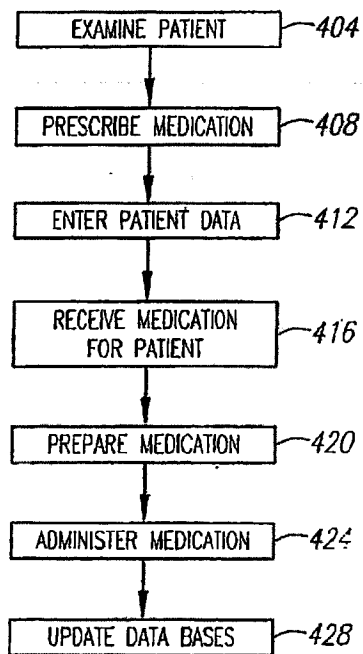 EXAMINE PATIENT 404
PRESCRIBE MEDICATION 408
ENTER PATIENT DATA 412
RECEIVE MEDICATION
FOR PATIENT 416
PREPARE MEDICATION 420
ADMINISTER MEDICATION 424
UPDATE DATA BASES 428